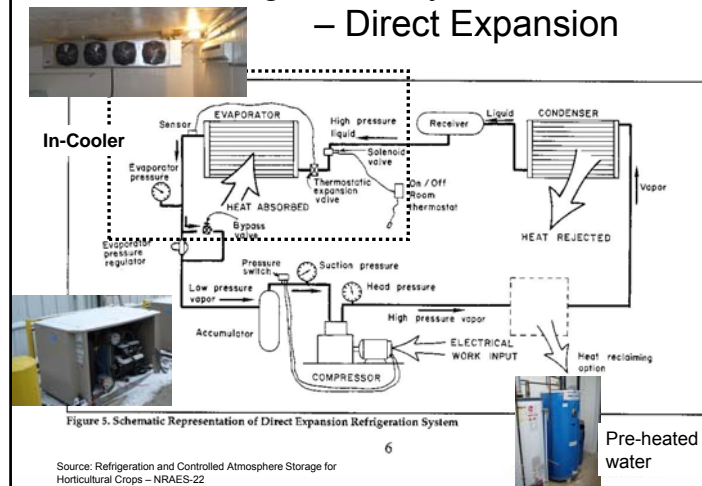 – Direct Expansion
In-Cooler
Sensor
EVAPORATOR
High pressure
liquid
Receiver
Liquid
CONDENSER
Solenoid
valve
Evaporator
pressure
Thermostatic
expansion
valve
On / Off
Room
thermostat
Vapor
HEAT ABSORBED
HEAT REJECTED
Bypass
valve
Evaporator
pressure
regulator
Pressure
switch
Suction pressure
Low pressure
vapor
Head pressure
High pressure vapor
Accumulator
ELECTRICAL
WORK INPUT
COMPRESSOR
Heat reclaiming
option
Figure 5. Schematic Representation of Direct Expansion Refrigeration System
6
Pre-heated
water
Source: Refrigeration and Controlled Atmosphere Storage for
Horticultural Crops – NRAES-22